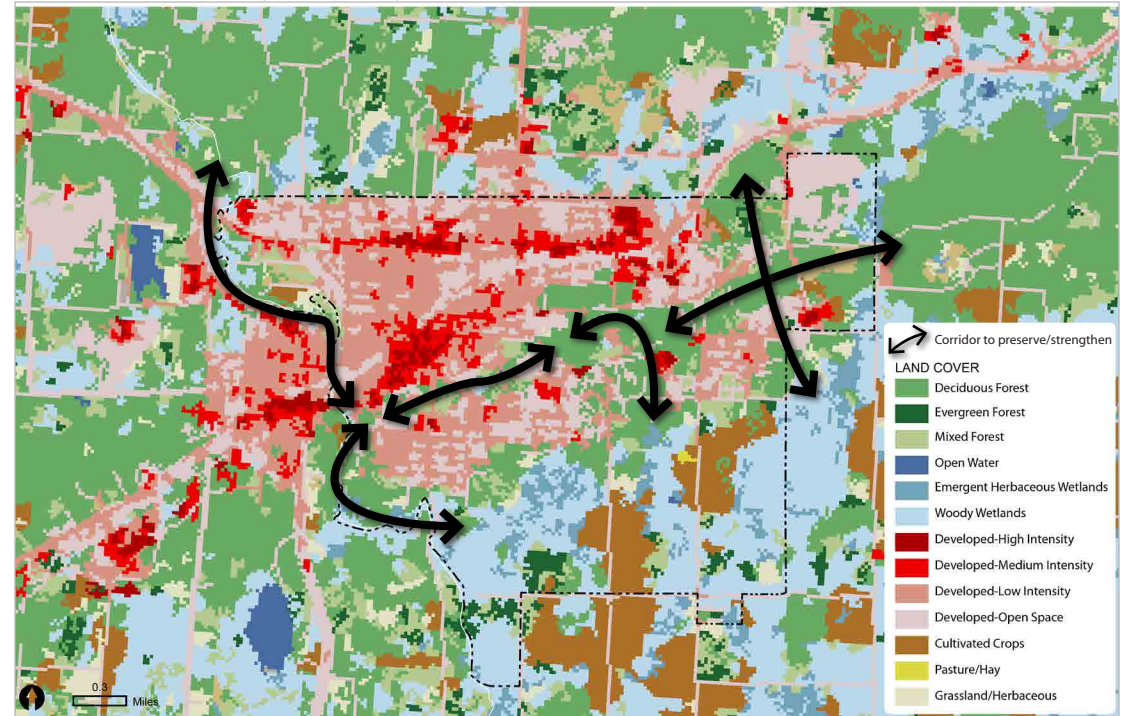 Corridor to preserve/strengthen
LAND COVER
Deciduous Forest
Evergreen Forest
Mixed Forest
Open Water
Emergent Herbaceous Wetlands
Woody Wetlands
Developed-High Intensity
Developed-Medium Intensity
Developed-Low Intensity
Developed-Open Space
Cultivated Crops
Pasture/Hay
Grassland/Herbaceous
0.3
Miles